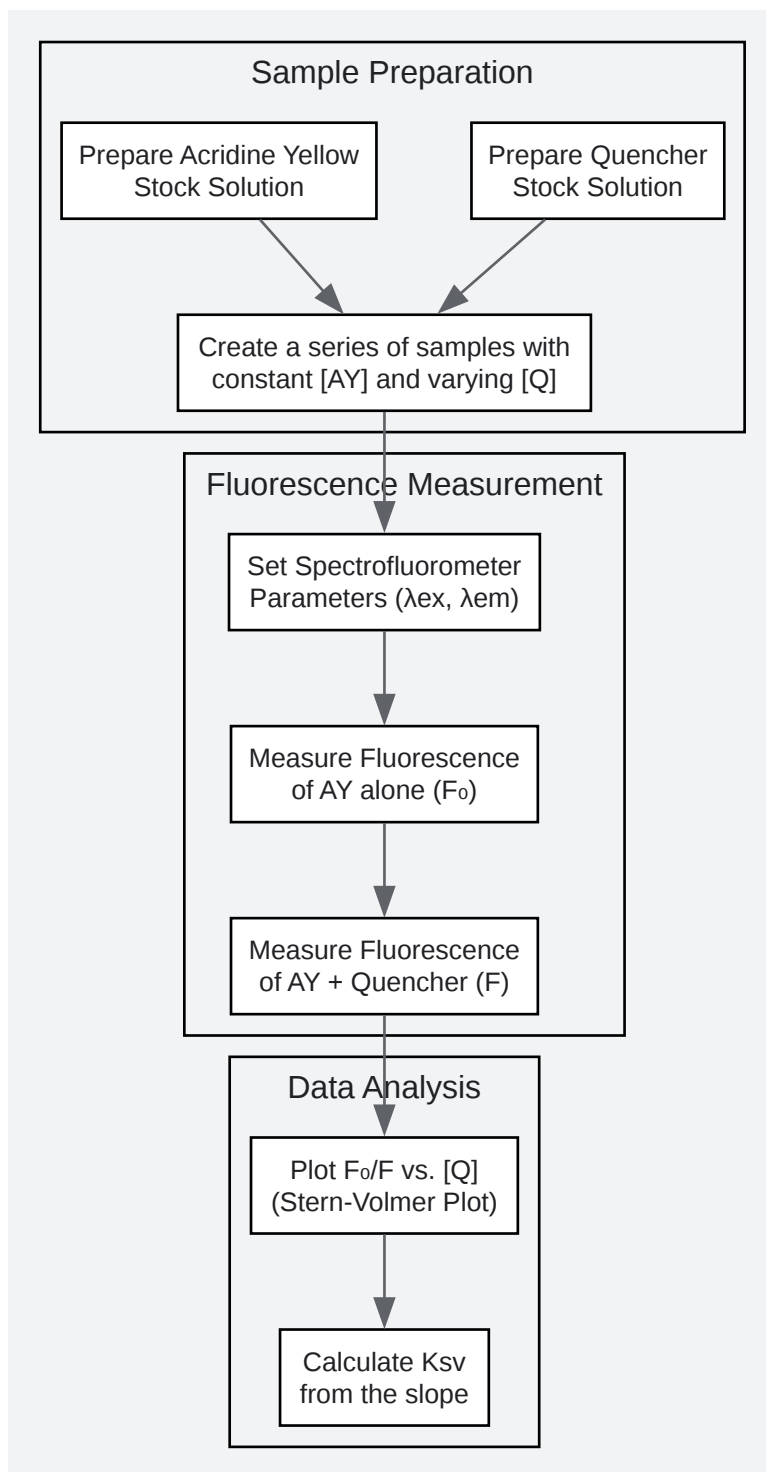 Sample Preparation
Prepare Acridine Yellow
Stock Solution
Prepare Quencher
Stock Solution
Create a series of samples with
constant [AY] and varying [Q]
Fluorescence Measurement
Set Spectrofluorometer
Parameters (λex, λem)
Measure Fluorescence
of AY alone (F₀)
Measure Fluorescence
of AY + Quencher (F)
Data Analysis
Plot F₀/F vs. [Q]
(Stern-Volmer Plot)
Calculate Ksv
from the slope